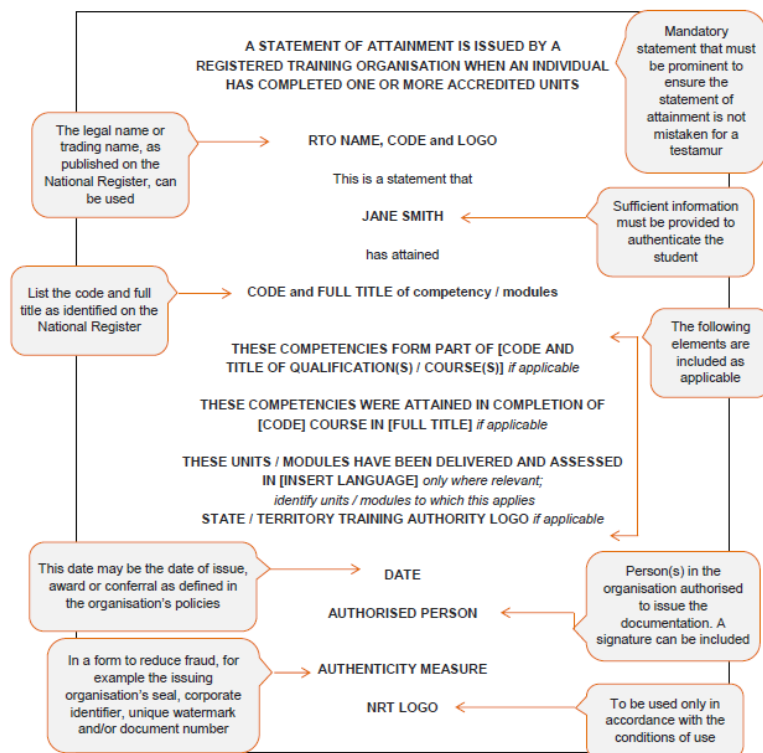 A STATEMENT OF ATTAINMENT IS ISSUED BY A
REGISTERED TRAINING ORGANISATION WHEN AN INDIVIDUAL
HAS COMPLETED ONE OR MORE ACCREDITED UNITS
Mandatory
statement that must
be prominent to
ensure the
statement of
attainment is not
mistaken for a
testamur
The legal name or
trading name, as
published on the
National Register, can
be used
RTO NAME, CODE and LOGO
This is a statement that
JANE SMITH
Sufficient information
must be provided to
authenticate the
student
has attained
List the code and full
title as identified on the
National Register
CODE and FULL TITLE of competency / modules
The following
elements are
included as
applicable
THESE COMPETENCIES FORM PART OF [CODE AND
TITLE OF QUALIFICATION(S) / COURSE(S)] if applicable
THESE COMPETENCIES WERE ATTAINED IN COMPLETION OF
[CODE] COURSE IN [FULL TITLE] if applicable
THESE UNITS / MODULES HAVE BEEN DELIVERED AND ASSESSED
IN [INSERT LANGUAGE] only where relevant;
identify units / modules to which this applies
STATE / TERRITORY TRAINING AUTHORITY LOGO if applicable
This date may be the date of issue,
award or conferral as defined in
the organisation's policies
DATE
Person(s) in the
organisation authorised
to issue the
documentation. A
signature can be included
AUTHORISED PERSON
In a form to reduce fraud, for
example the issuing
organisation's seal, corporate
identifier, unique watermark
and/or document number
AUTHENTICITY MEASURE
NRT LOGO
To be used only in
accordance with the
conditions of use